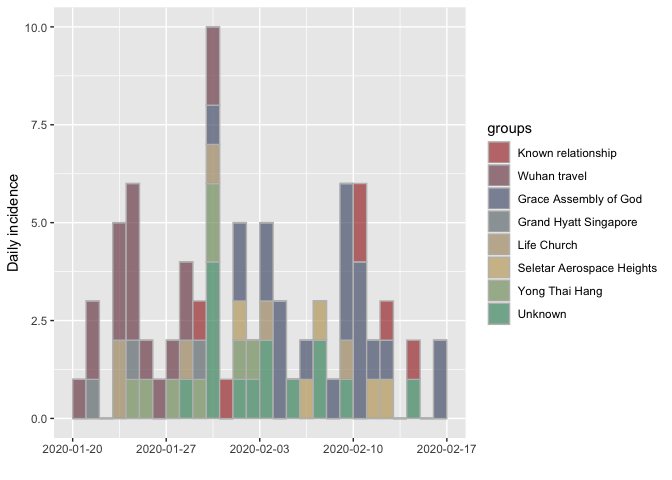 Daily incidence
10.0
7.5
5.0
2.5
0.0
2020-01-20
2020-01-27
2020-02-03
2020-02-10
2020-02-17
groups
Known relationship
Wuhan travel
Grace Assembly of God
Grand Hyatt Singapore
Life Church
Seletar Aerospace Heights
Yong Thai Hang
Unknown